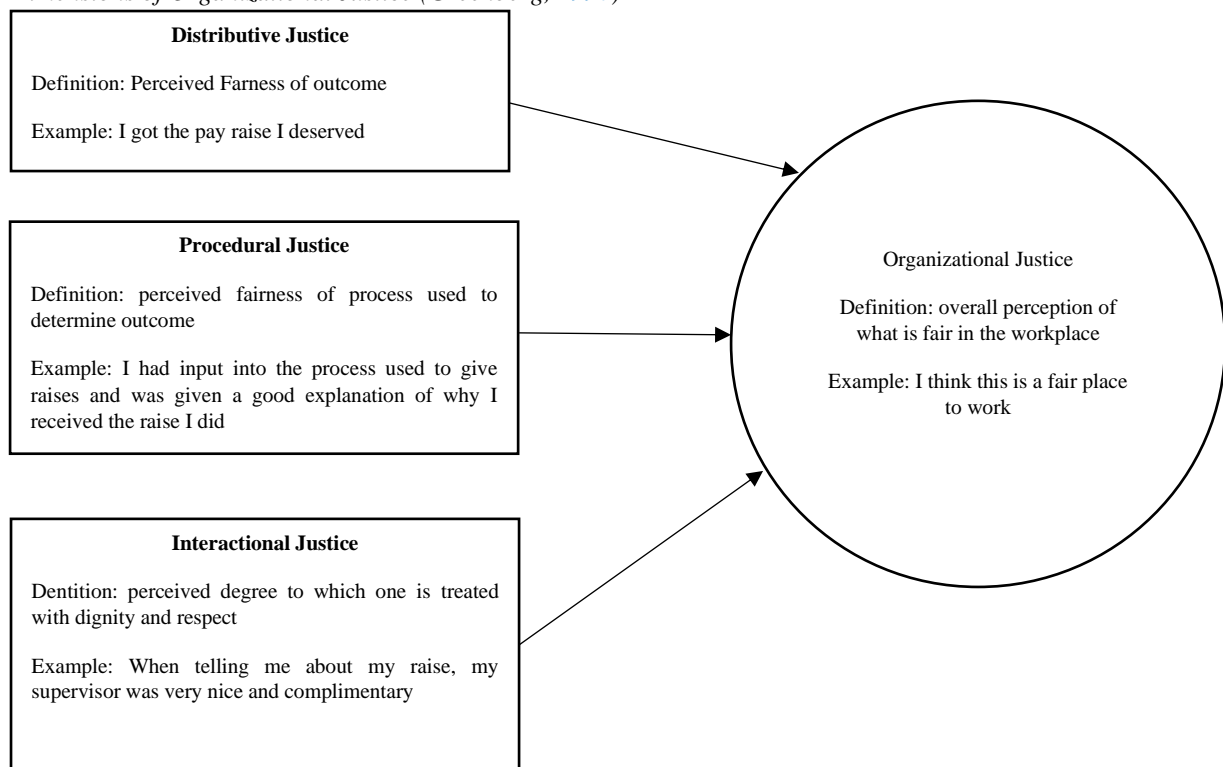 of Organizational Justice (Greenberg,
Distributive Justice
Definition: Perceived Farness of outcome
Example: I got the pay raise I deserved
Procedural Justice
Definition: perceived fairness of process used to
determine outcome
Example: I had input into the process used to give
raises and was given a good explanation of why I
received the raise I did
Interactional Justice
Dentition: perceived degree to which one is treated
with dignity and respect
Example: When telling me about my raise, my
supervisor was very nice and complimentary
Organizational Justice
Definition: overall perception of
what is fair in the workplace
Example: I think this is a fair place
to work